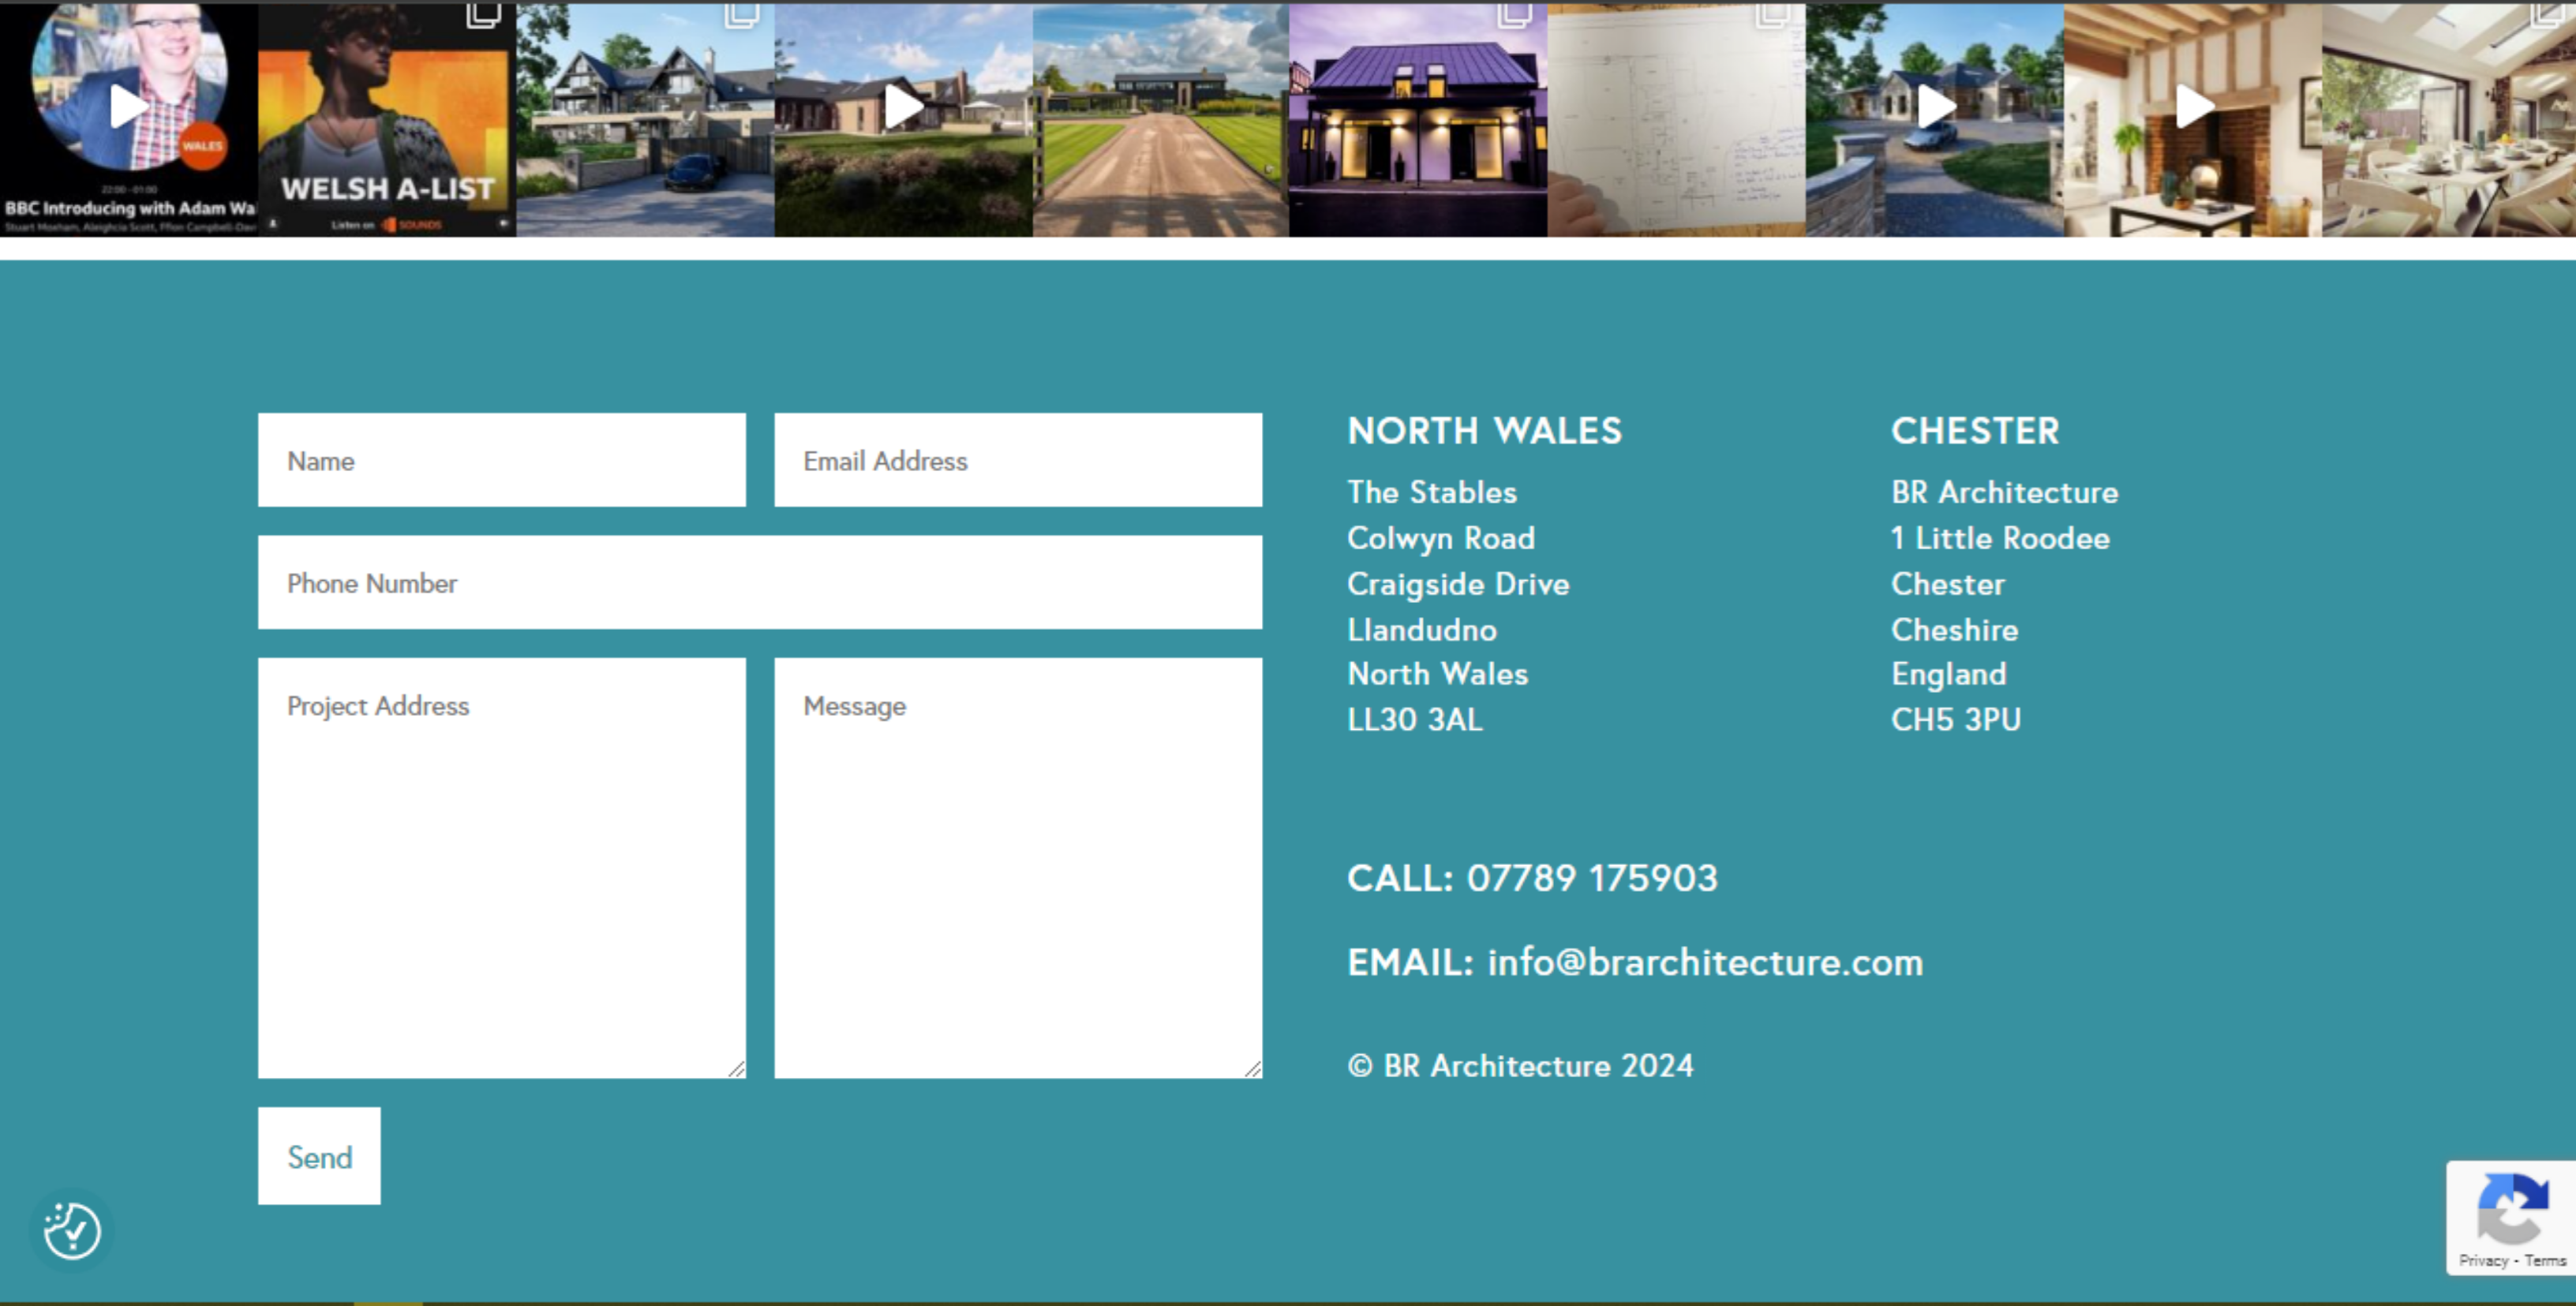 WALES
22:00 - 01:00
BBC Introducing with Adam Wa
Stuart Moxham, Aleighcia Scott, Ffion Campbell-Dav
WELSH A-LIST
Listen on SOUNDS
Name
Email Address
Phone Number
Project Address
Message
Send
NORTH WALES
The Stables
Colwyn Road
Craigside Drive
Llandudno
North Wales
LL30 3AL
CHESTER
BR Architecture
1 Little Roodee
Chester
Cheshire
England
CH5 3PU
CALL: 07789 175903
EMAIL: info@brarchitecture.com
© BR Architecture 2024
Privacy - Terms